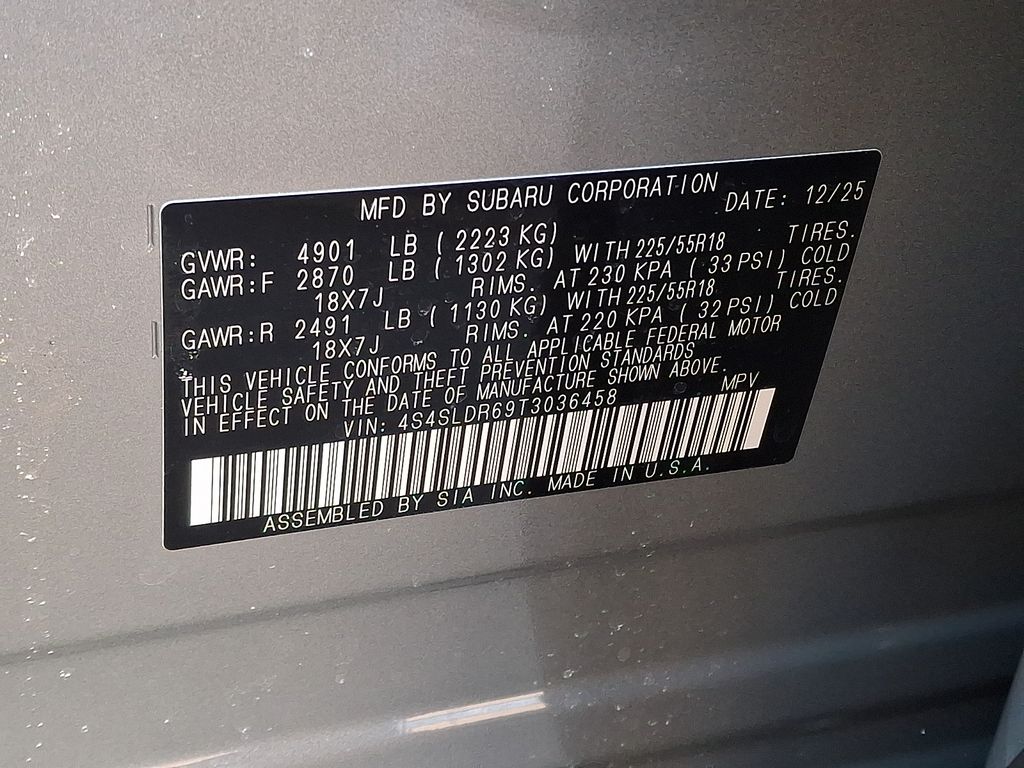 MFD BY SUBARU CORPORATION DATE: 12/25
GVWR: 4901 LB ( 2223 KG)
GAWR:F 2870 LB ( 1302 KG) WITH 225/55R18 TIRES.
18X7J RIMS. AT 230 KPA ( 33 PSI) COLD
GAWR:R 2491 LB ( 1130 KG) WITH 225/55R18 TIRES.
18X7J RIMS. AT 220 KPA ( 32 PSI) COLD
THIS VEHICLE CONFORMS TO ALL APPLICABLE FEDERAL MOTOR
VEHICLE SAFETY AND THEFT PREVENTION STANDARDS
IN EFFECT ON THE DATE OF MANUFACTURE SHOWN ABOVE.
VIN: 4S4SLDR69T3036458 MPV
ASSEMBLED BY SIA INC. MADE IN U.S.A.